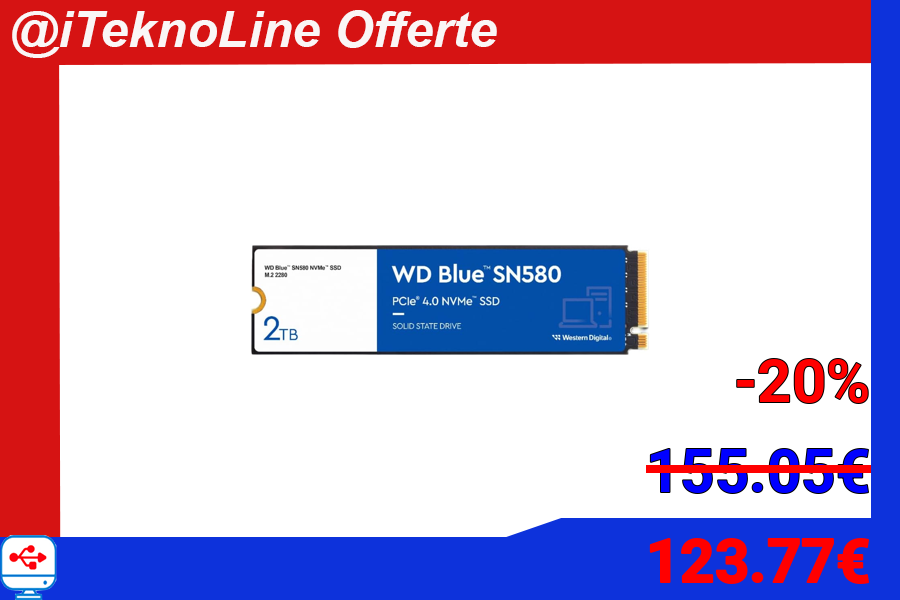 @iTeknoLine Offerte
WD Blue™ SN580 NVMe™ SSD
M.2 2280
2TB
WD Blue™ SN580
PCIe® 4.0 NVMe™ SSD
SOLID STATE DRIVE
Western Digital®
-20%
155.05€
123.77€